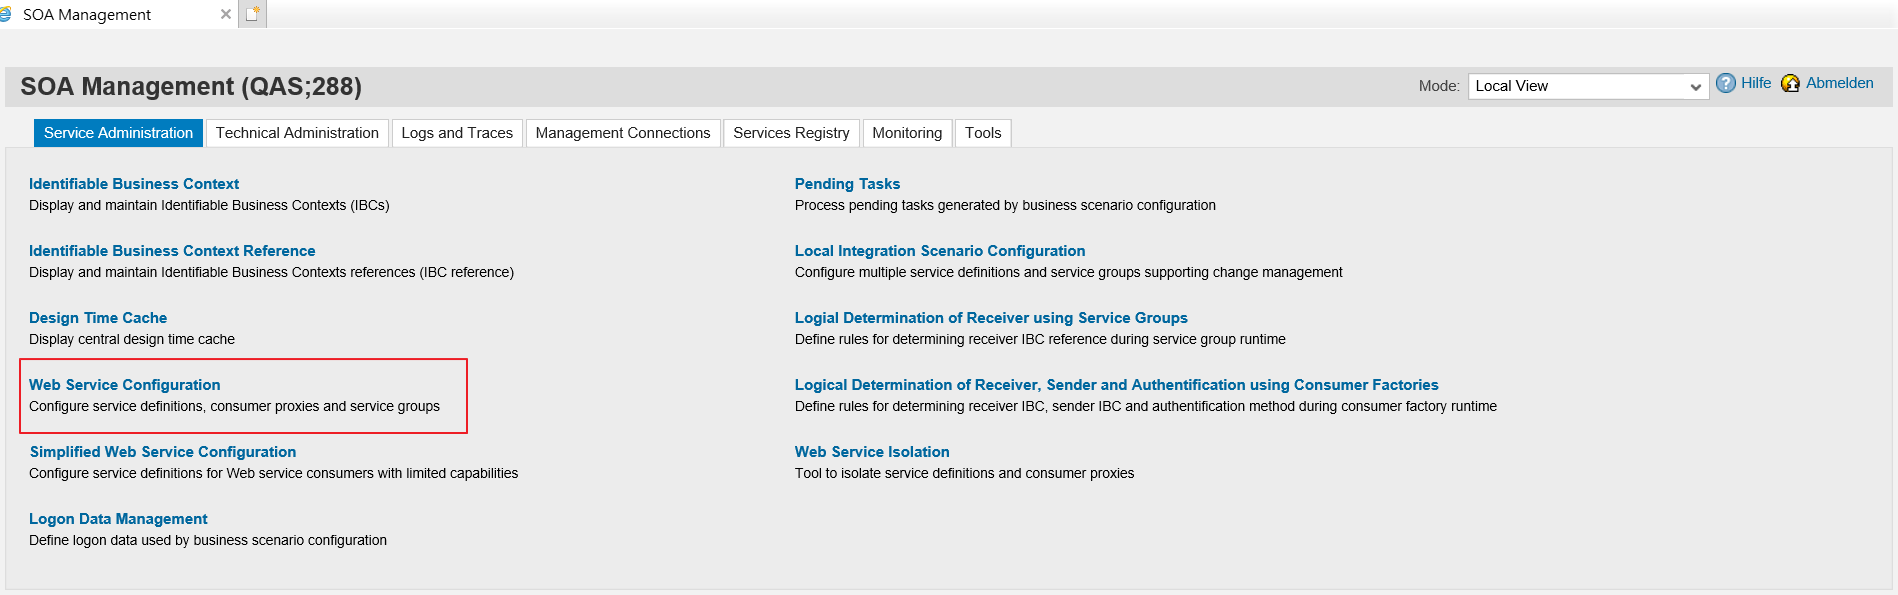 SOA Management
SOA Management (QAS;288)
Mode: Local View Hilfe Abmelden
Service Administration Technical Administration Logs and Traces Management Connections Services Registry Monitoring Tools
Identifiable Business Context
Display and maintain Identifiable Business Contexts (IBCs)
Identifiable Business Context Reference
Display and maintain Identifiable Business Contexts references (IBC reference)
Design Time Cache
Display central design time cache
Web Service Configuration
Configure service definitions, consumer proxies and service groups
Simplified Web Service Configuration
Configure service definitions for Web service consumers with limited capabilities
Logon Data Management
Define logon data used by business scenario configuration
Pending Tasks
Process pending tasks generated by business scenario configuration
Local Integration Scenario Configuration
Configure multiple service definitions and service groups supporting change management
Logial Determination of Receiver using Service Groups
Define rules for determining receiver IBC reference during service group runtime
Logical Determination of Receiver, Sender and Authentification using Consumer Factories
Define rules for determining receiver IBC, sender IBC and authentification method during consumer factory runtime
Web Service Isolation
Tool to isolate service definitions and consumer proxies